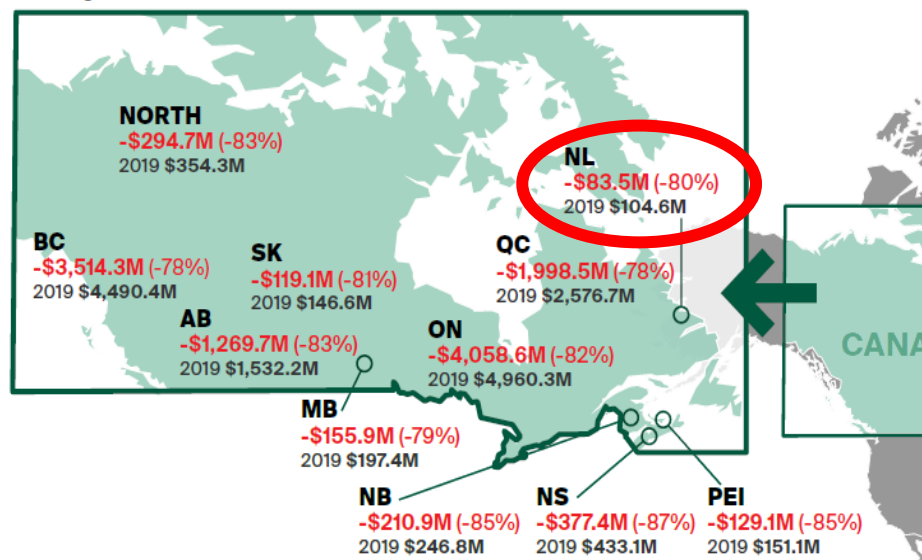 NORTH
-$294.7M (-83%)
2019 $354.3M
NL
-$83.5M (-80%)
2019 $104.6M
BC
-$3,514.3M (-78%)
2019 $4,490.4M
SK
-$119.1M (-81%)
2019 $146.6M
QC
-$1,998.5M (-78%)
2019 $2,576.7M
AB
-$1,269.7M (-83%)
2019 $1,532.2M
ON
-$4,058.6M (-82%)
2019 $4,960.3M
CANA
MB
-$155.9M (-79%)
2019 $197.4M
NB
-$210.9M (-85%)
2019 $246.8M
NS
-$377.4M (-87%)
2019 $433.1M
PEI
-$129.1M (-85%)
2019 $151.1M